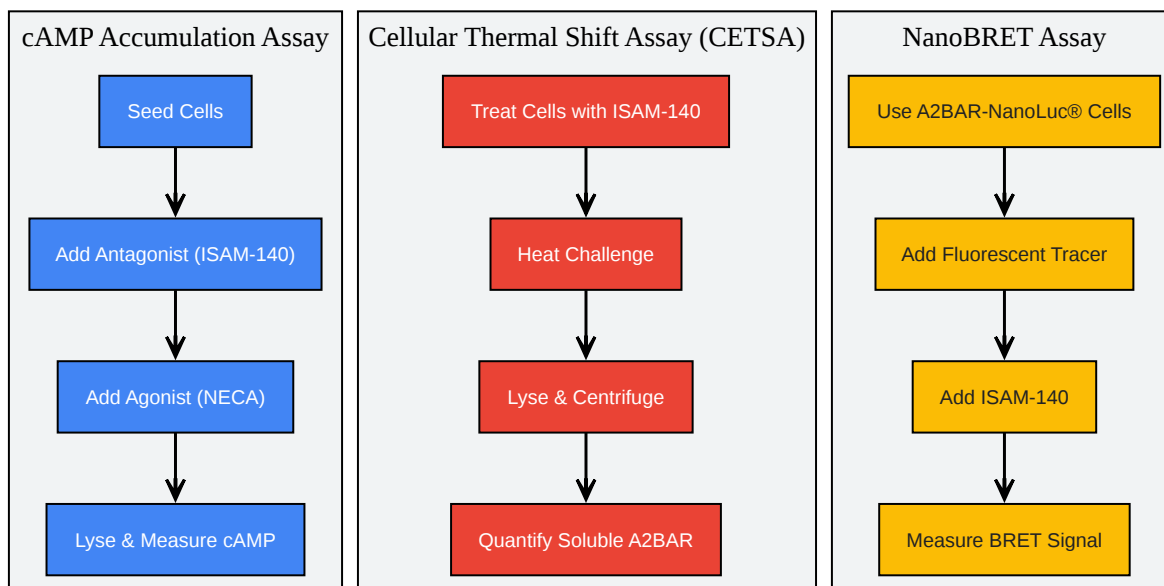 cAMP Accumulation Assay
Seed Cells
Add Antagonist (ISAM-140)
Add Agonist (NECA)
Lyse & Measure cAMP
Cellular Thermal Shift Assay (CETSA)
Treat Cells with ISAM-140
Heat Challenge
Lyse & Centrifuge
Quantify Soluble A2BAR
NanoBRET Assay
Use A2BAR-NanoLuc® Cells
Add Fluorescent Tracer
Add ISAM-140
Measure BRET Signal